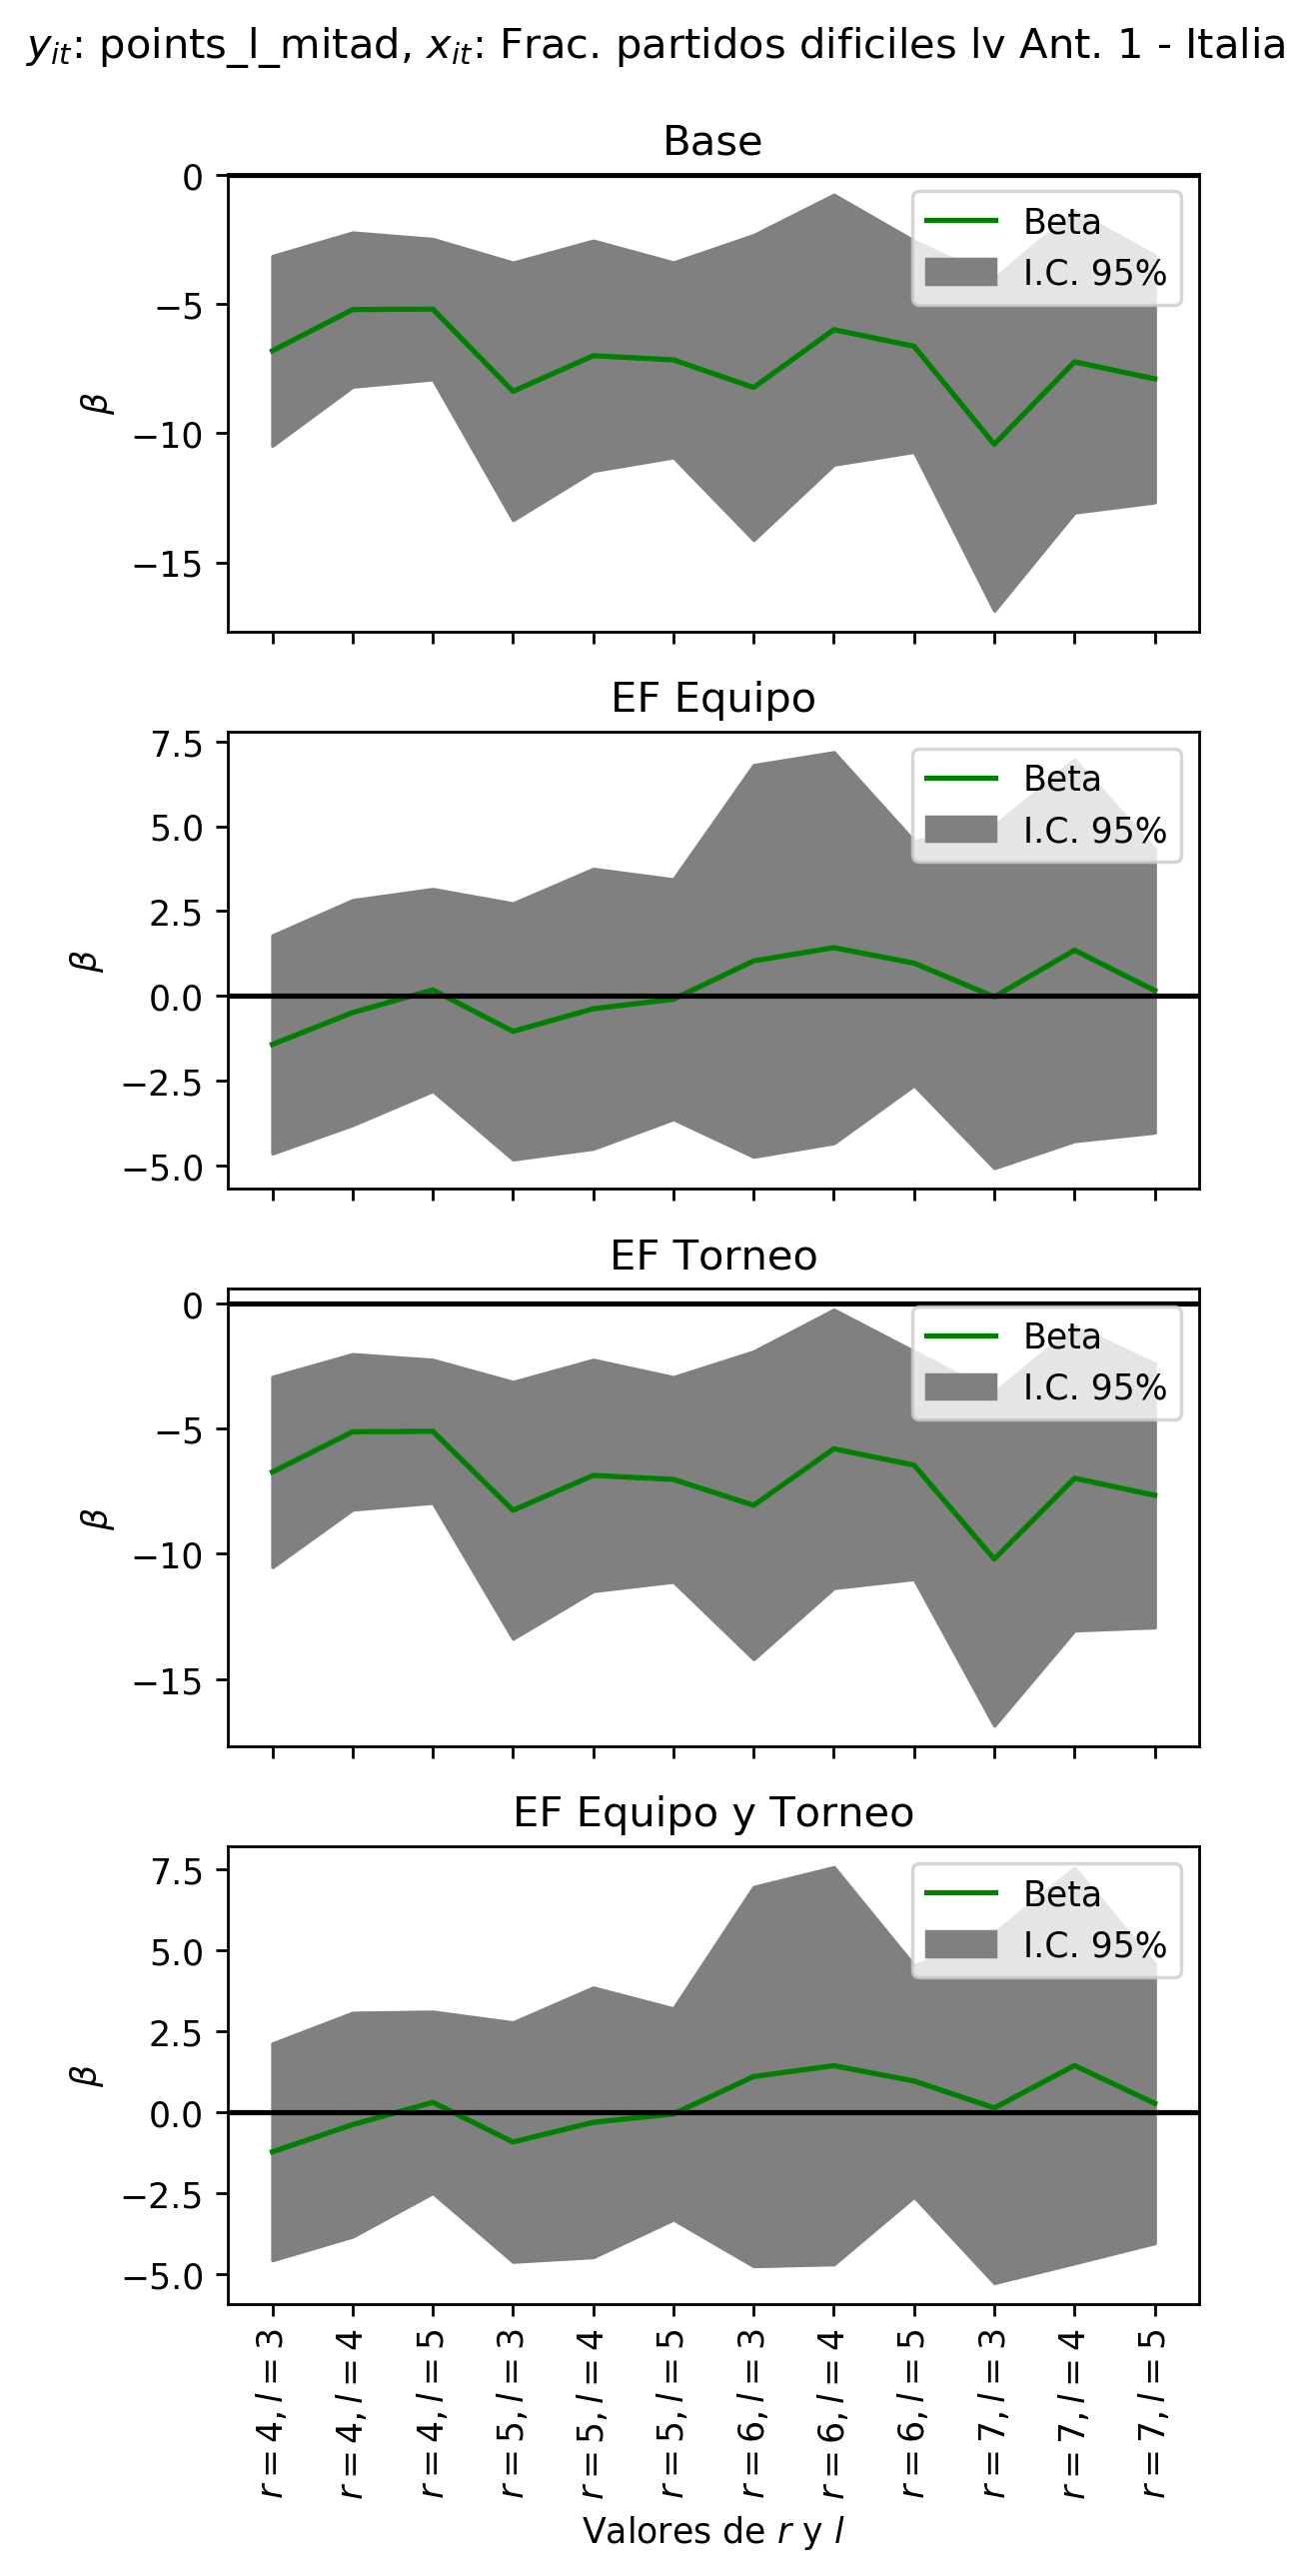 y_it: points_l_mitad, x_it: Frac. partidos dificiles lv Ant. 1 - Italia
Base
0
−5
−10
−15
β
Beta
I.C. 95%
EF Equipo
7.5
5.0
2.5
0.0
−2.5
−5.0
β
Beta
I.C. 95%
EF Torneo
0
−5
−10
−15
β
Beta
I.C. 95%
EF Equipo y Torneo
7.5
5.0
2.5
0.0
−2.5
−5.0
β
Beta
I.C. 95%
r = 4, l = 3
r = 4, l = 4
r = 4, l = 5
r = 5, l = 3
r = 5, l = 4
r = 5, l = 5
r = 6, l = 3
r = 6, l = 4
r = 6, l = 5
r = 7, l = 3
r = 7, l = 4
r = 7, l = 5
Valores de r y l